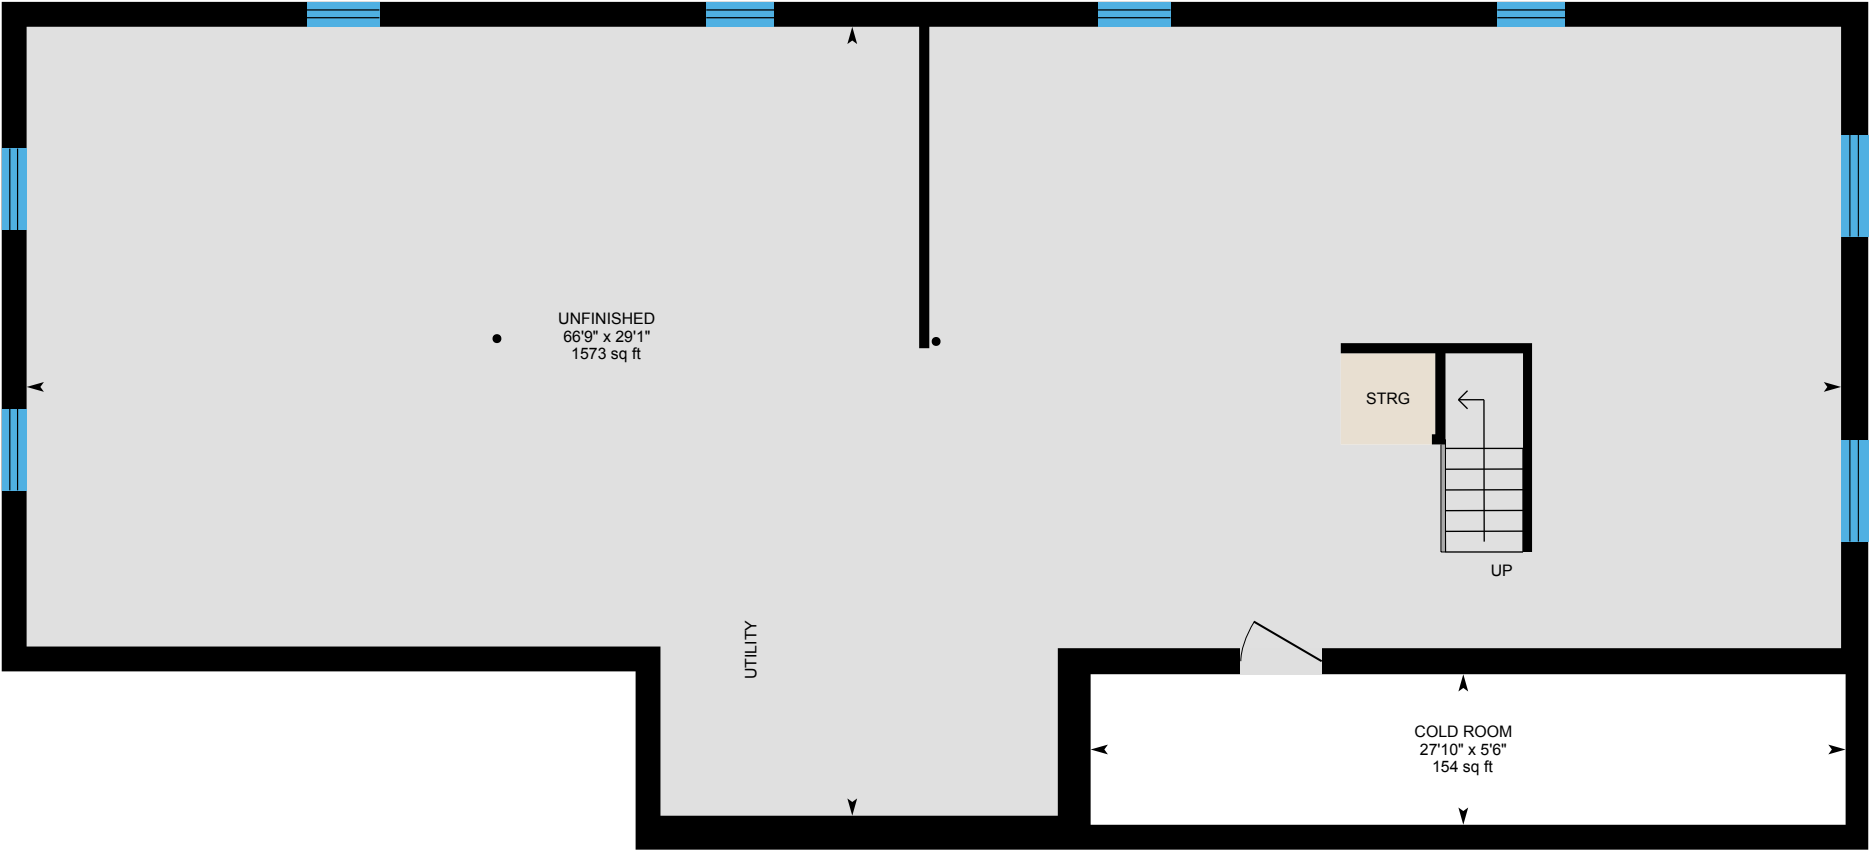 UNFINISHED
66'9" x 29'1"
1573 sq ft
STRG
UP
UTILITY
COLD ROOM
27'10" x 5'6"
154 sq ft